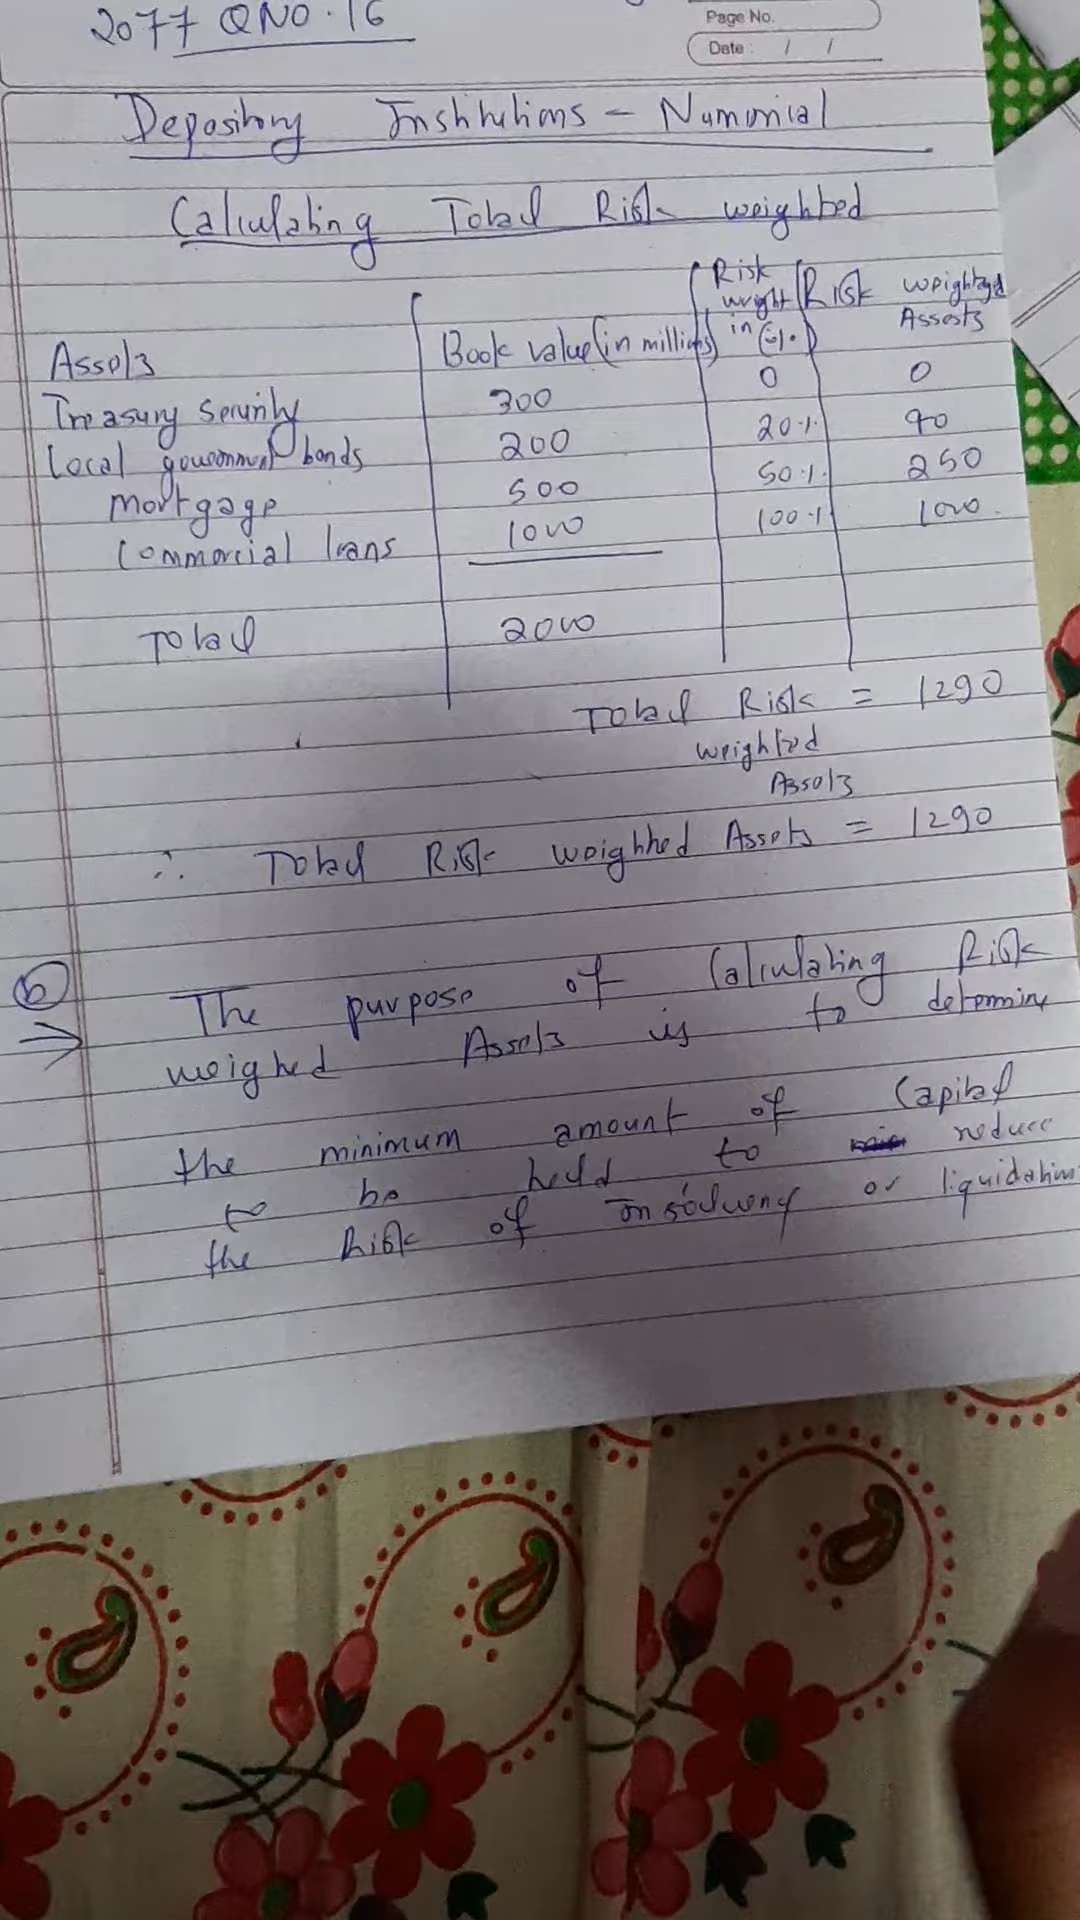 2077 QNO.16
Page No.
Date : / /
Depository Institutions - Numerical
Calculating Total Risk weighted
Assets | Book value (in millions) | Risk weight in (%) | Risk weighted Assests
Treasury Security 300 0 0
Local government bonds 200 20% 40
Mortgage 500 50% 250
Commercial loans 1000 100% 1000
Total 2000
Total Risk = 1290
weighted
Assets
∴ Total Risk weighted Assets = 1290
(b) The purpose of Calculating Risk
⇒ weighed Assets is to determine
the minimum amount of Capital
to be held to reduce
the Risk of insolvency or liquidation